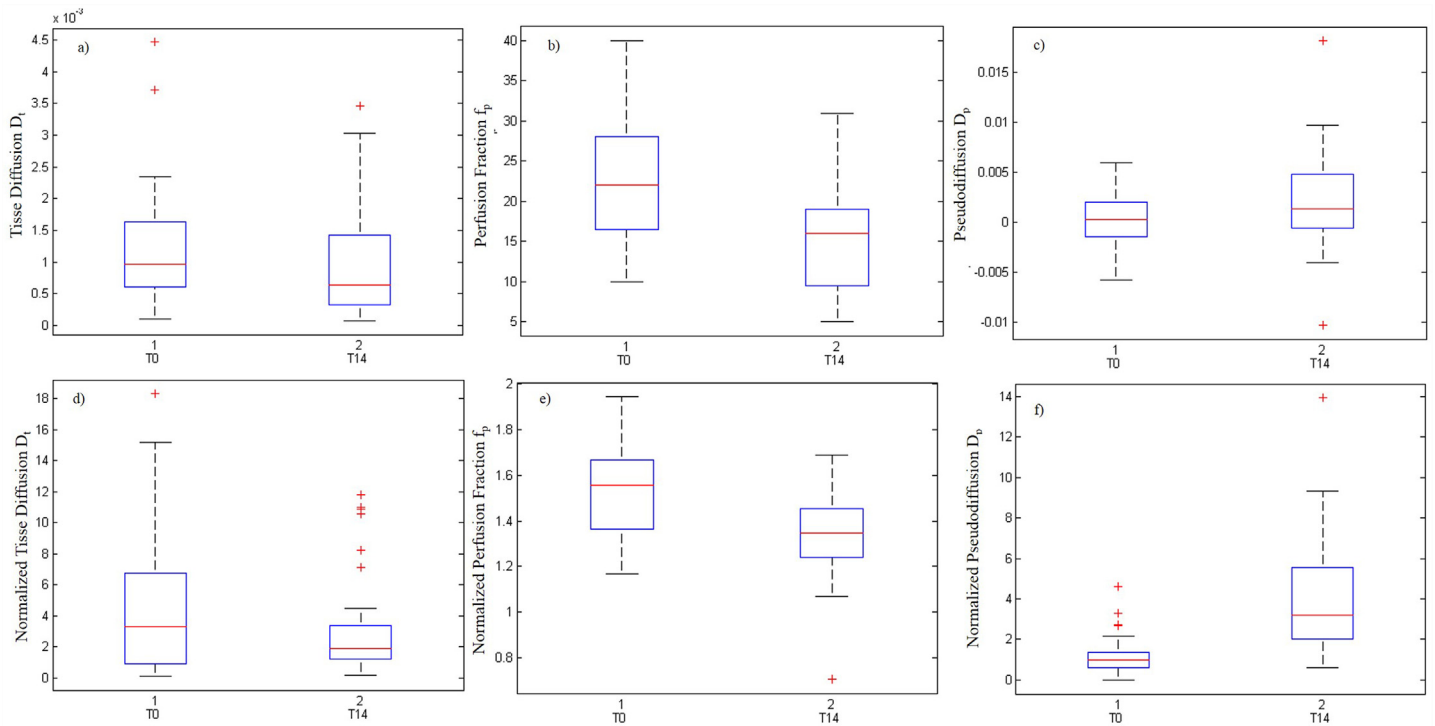 x 10⁻³
a)
Tisse Diffusion Dt
4.5
4
3.5
3
2.5
2
1.5
1
0.5
0
1
T0
2
T14
b)
Perfusion Fraction fp
40
35
30
25
20
15
10
5
1
T0
2
T14
c)
Pseudodiffusion Dp
0.015
0.01
0.005
0
-0.005
-0.01
1
T0
2
T14
d)
Normalized Tisse Diffusion Dt
18
16
14
12
10
8
6
4
2
0
1
T0
2
T14
e)
Normalized Perfusion Fraction fp
2
1.8
1.6
1.4
1.2
1
0.8
1
T0
2
T14
f)
Normalized Pseudodiffusion Dp
14
12
10
8
6
4
2
0
1
T0
2
T14